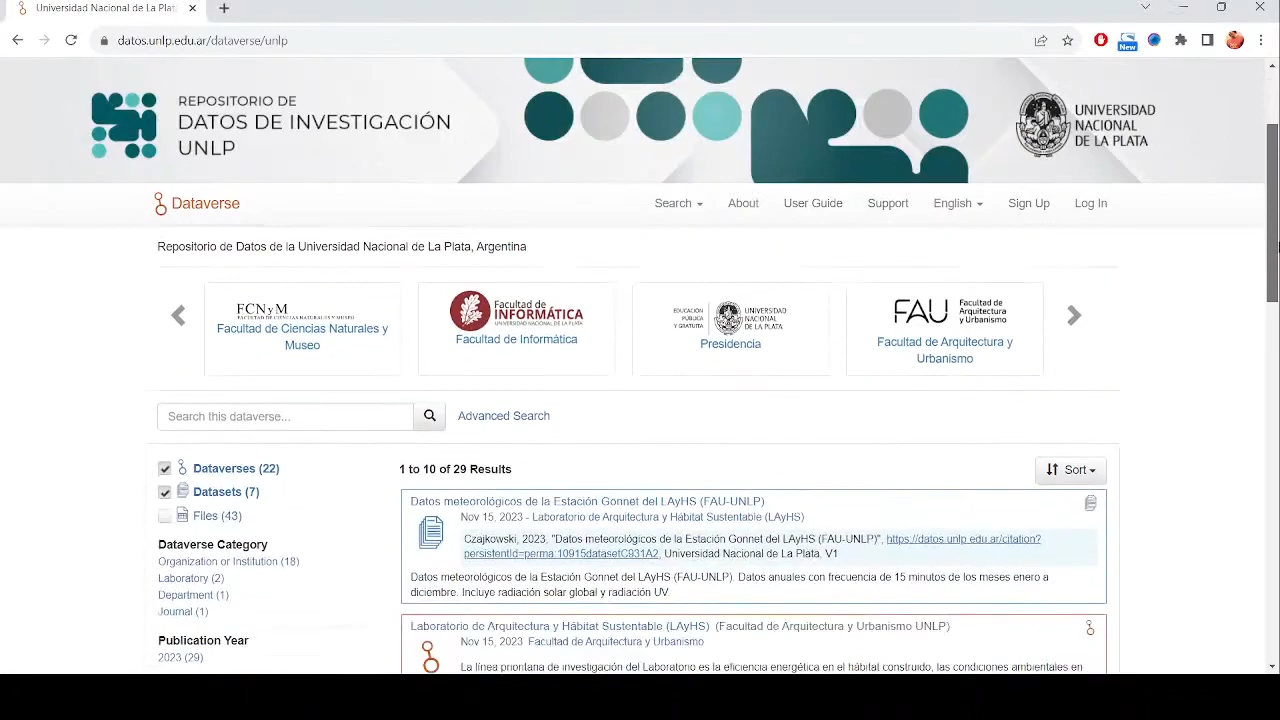 Universidad Nacional de La Plat
datos.unlp.edu.ar/dataverse/unlp
New
REPOSITORIO DE
DATOS DE INVESTIGACIÓN
UNLP
UNIVERSIDAD
NACIONAL
DE LA PLATA
Dataverse
Search
About
User Guide
Support
English
Sign Up
Log In
Repositorio de Datos de la Universidad Nacional de La Plata, Argentina
FCNyM
FACULTAD DE CIENCIAS NATURALES Y MUSEO
Facultad de Ciencias Naturales y
Museo
Facultad de
INFORMÁTICA
UNIVERSIDAD NACIONAL DE LA PLATA
Facultad de Informática
EDUCACIÓN
PÚBLICA
Y GRATUITA
UNIVERSIDAD
NACIONAL
DE LA PLATA
Presidencia
FAU
Facultad de
Arquitectura
y Urbanismo
Facultad de Arquitectura y
Urbanismo
Search this dataverse...
Advanced Search
Dataverses (22)
Datasets (7)
Files (43)
Dataverse Category
Organization or Institution (18)
Laboratory (2)
Department (1)
Journal (1)
Publication Year
2023 (29)
1 to 10 of 29 Results
Sort
Datos meteorológicos de la Estación Gonnet del LAyHS (FAU-UNLP)
Nov 15, 2023 - Laboratorio de Arquitectura y Hábitat Sustentable (LAyHS)
Czajkowski, 2023, "Datos meteorológicos de la Estación Gonnet del LAyHS (FAU-UNLP)", https://datos.unlp.edu.ar/citation?
persistentId=perma:10915datasetC931A2, Universidad Nacional de La Plata, V1
Datos meteorológicos de la Estación Gonnet del LAyHS (FAU-UNLP). Datos anuales con frecuencia de 15 minutos de los meses enero a
diciembre. Incluye radiación solar global y radiación UV.
Laboratorio de Arquitectura y Hábitat Sustentable (LAyHS) (Facultad de Arquitectura y Urbanismo UNLP)
Nov 15, 2023 Facultad de Arquitectura y Urbanismo
La línea prioritaria de investigación del Laboratorio es la eficiencia energética en el hábitat construido, las condiciones ambientales en